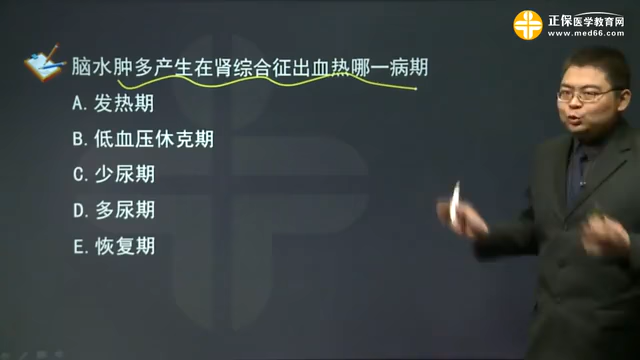 正保医学教育网
www.med66.com
脑水肿多产生在肾综合征出血热哪一病期
A. 发热期
B. 低血压休克期
C. 少尿期
D. 多尿期
E. 恢复期